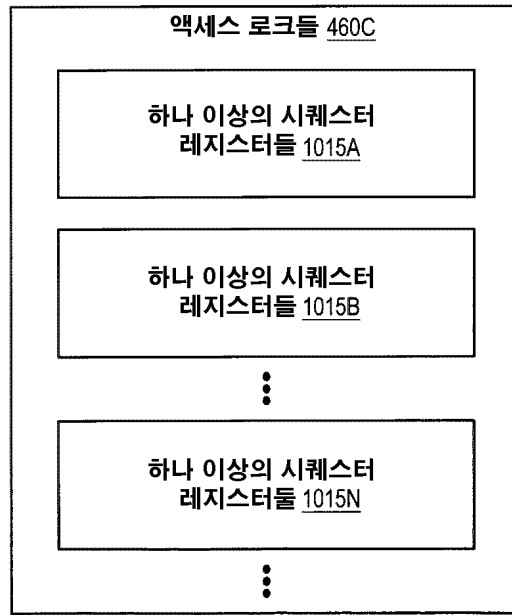 액세스 로크들 460C
하나 이상의 시퀘스터
레지스터들 1015A
하나 이상의 시퀘스터
레지스터들 1015B
하나 이상의 시퀘스터
레지스터둘 1015N